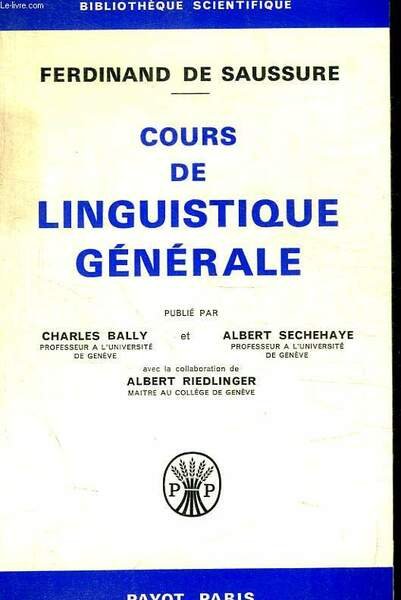 Le-livre.com
BIBLIOTHÈQUE SCIENTIFIQUE
FERDINAND DE SAUSSURE
COURS
DE
LINGUISTIQUE
GÉNÉRALE
PUBLIÉ PAR
CHARLES BALLY et ALBERT SECHEHAYE
PROFESSEUR A L'UNIVERSITÉ PROFESSEUR A L'UNIVERSITÉ
DE GENÈVE DE GENÈVE
avec la collaboration de
ALBERT RIEDLINGER
MAITRE AU COLLÈGE DE GENÈVE
P P
PAYOT PARIS